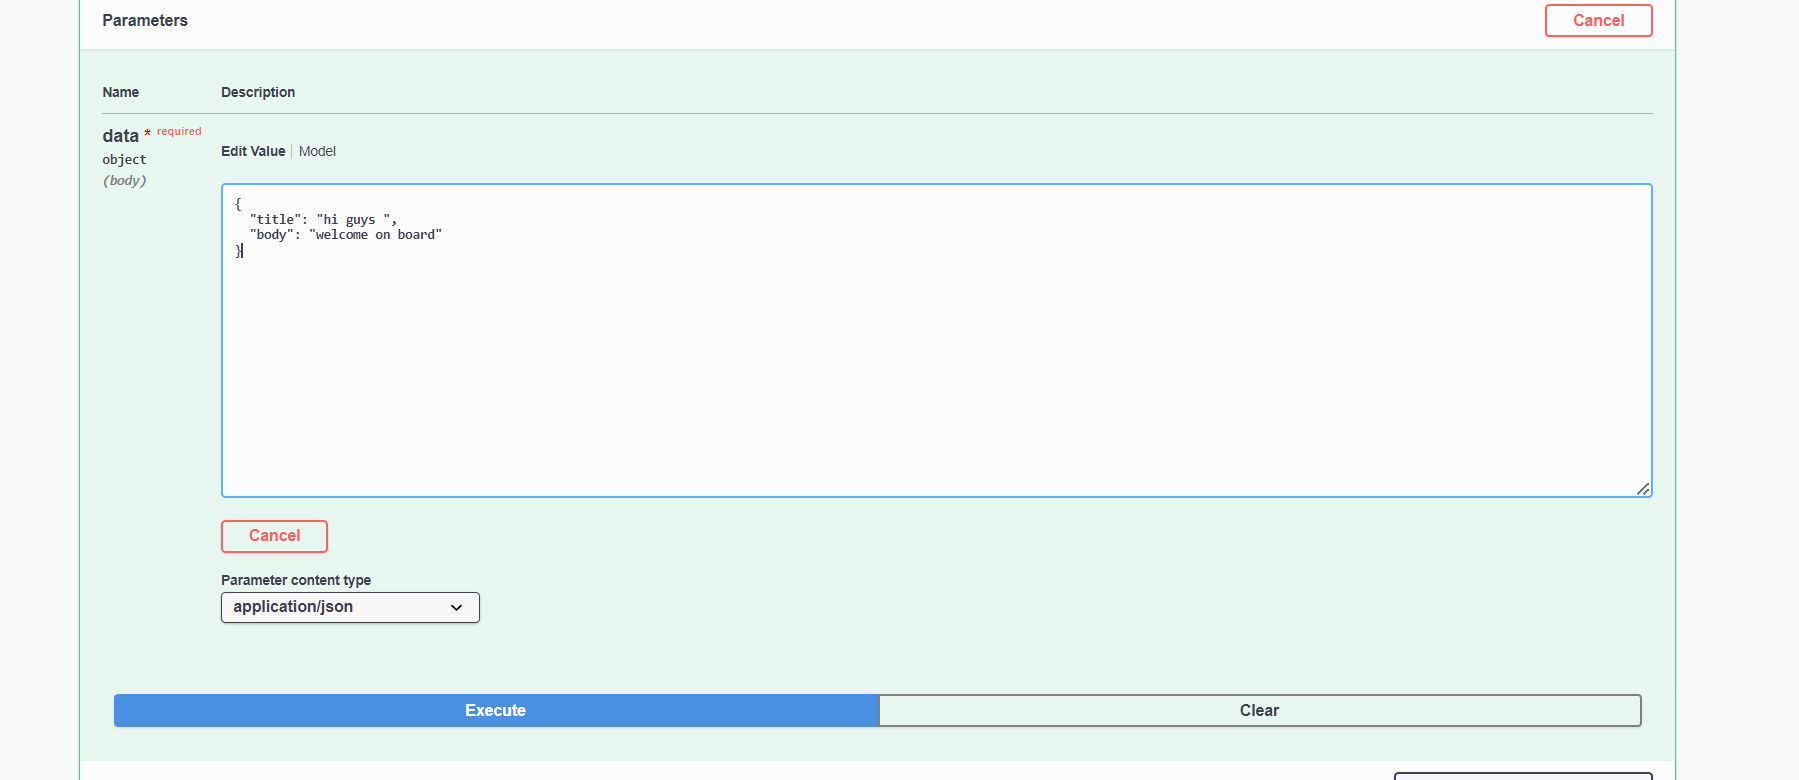 Parameters
Cancel
Name Description
data * required
object
(body)
Edit Value | Model
{
  "title": "hi guys ",
  "body": "welcome on board"
}
Cancel
Parameter content type
application/json
Execute
Clear